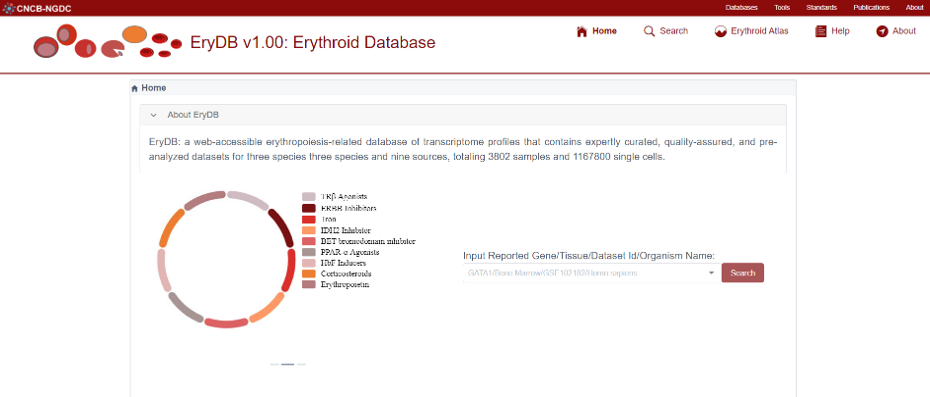 CNCB-NGDC
Databases Tools Standards Publications About
EryDB v1.00: Erythroid Database
Home Search Erythroid Atlas Help About
Home
About EryDB
EryDB: a web-accessible erythropoiesis-related database of transcriptome profiles that contains expertly curated, quality-assured, and pre-
analyzed datasets for three species three species and nine sources, totaling 3802 samples and 1167800 single cells.
TRβ Agonists
ERBB Inhibitors
Iron
IDH2 Inhibitor
BET bromodomain inhibitor
PPAR-α Agonists
HbF Inducers
Corticosteroids
Erythropoietin
Input Reported Gene/Tissue/Dataset Id/Organism Name:
GATA1/Bone Marrow/GSE102182/Homo sapiens
Search